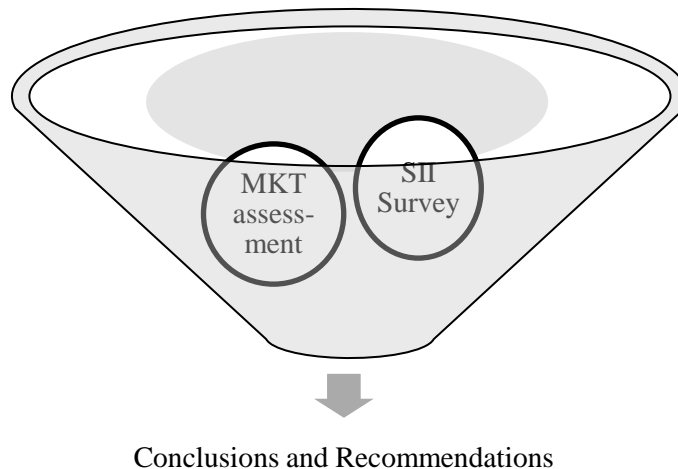 MKT
assess-
ment
SII
Survey
Conclusions and Recommendations